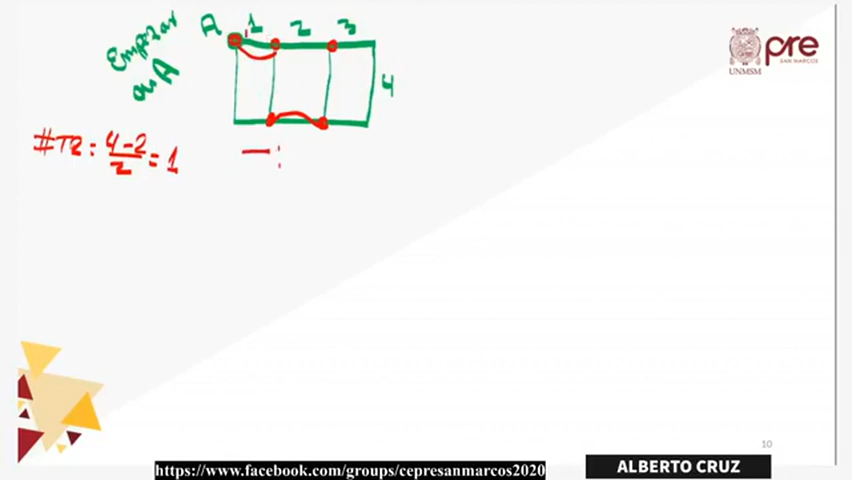 A 1 2 3
Empezar
en A
4
#TR = 4-2/2 = 1
UNMSM
pre
SAN MARCOS
10
https://www.facebook.com/groups/cepresanmarcos2020
ALBERTO CRUZ